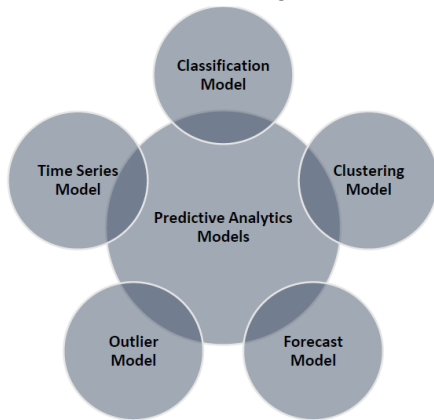 Classification
Model
Time Series
Model
Clustering
Model
Predictive Analytics
Models
Outlier
Model
Forecast
Model